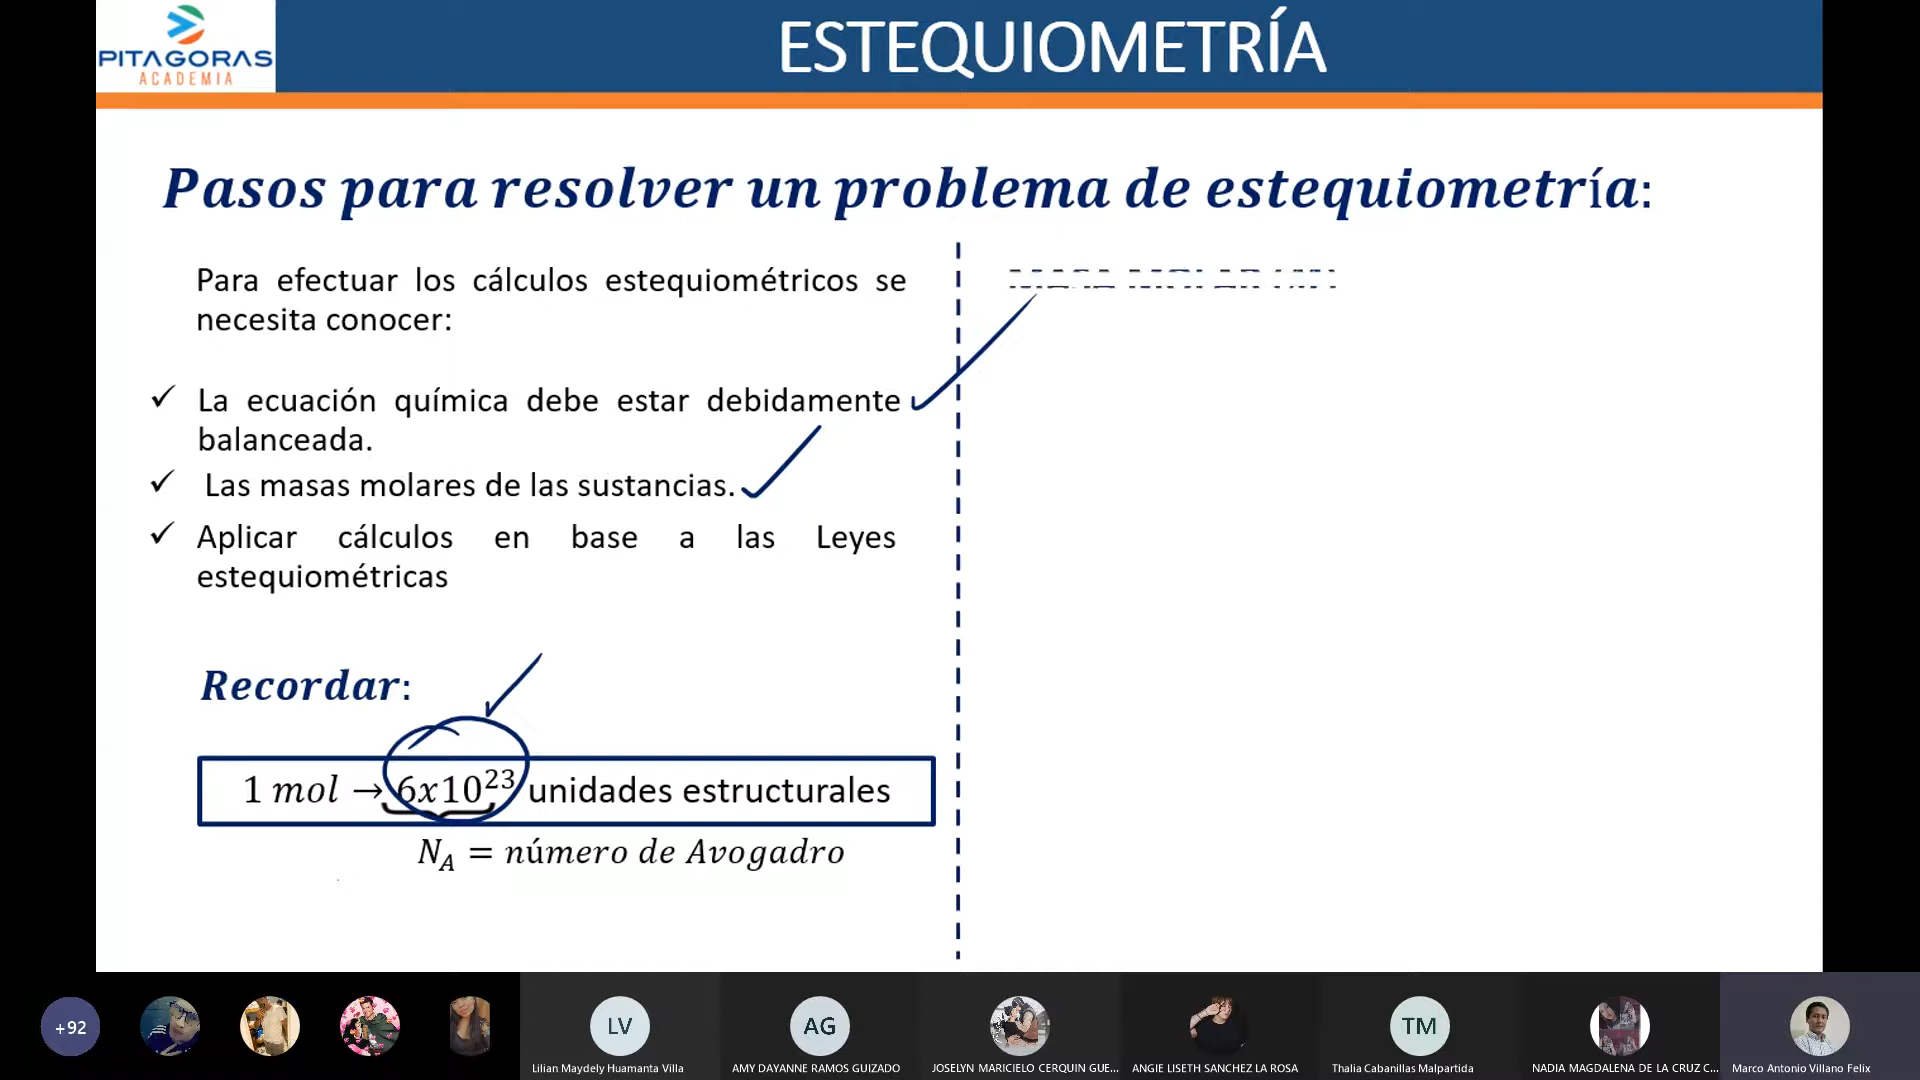 PITAGORAS
ACADEMIA
ESTEQUIOMETRÍA
Pasos para resolver un problema de estequiometría:
Para efectuar los cálculos estequiométricos se
necesita conocer:
✓ La ecuación química debe estar debidamente
balanceada.
✓ Las masas molares de las sustancias.
✓ Aplicar cálculos en base a las Leyes
estequiométricas
Recordar:
1 mol → 6x10²³ unidades estructurales
N_A = número de Avogadro
MASA MOLAR
+92
LV
AG
TM
Lilian Maydely Huamanta Villa
AMY DAYANNE RAMOS GUIZADO
JOSELYN MARICIELO CERQUIN GUE...
ANGIE LISETH SANCHEZ LA ROSA
Thalia Cabanillas Malpartida
NADIA MAGDALENA DE LA CRUZ C...
Marco Antonio Villano Felix